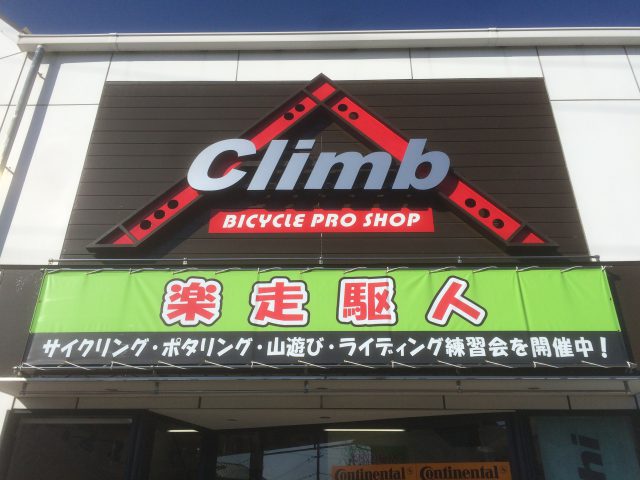 Climb
BICYCLE PRO SHOP
楽走駆人
サイクリング・ポタリング・山遊び・ライディング練習会を開催中！
Continental Continental